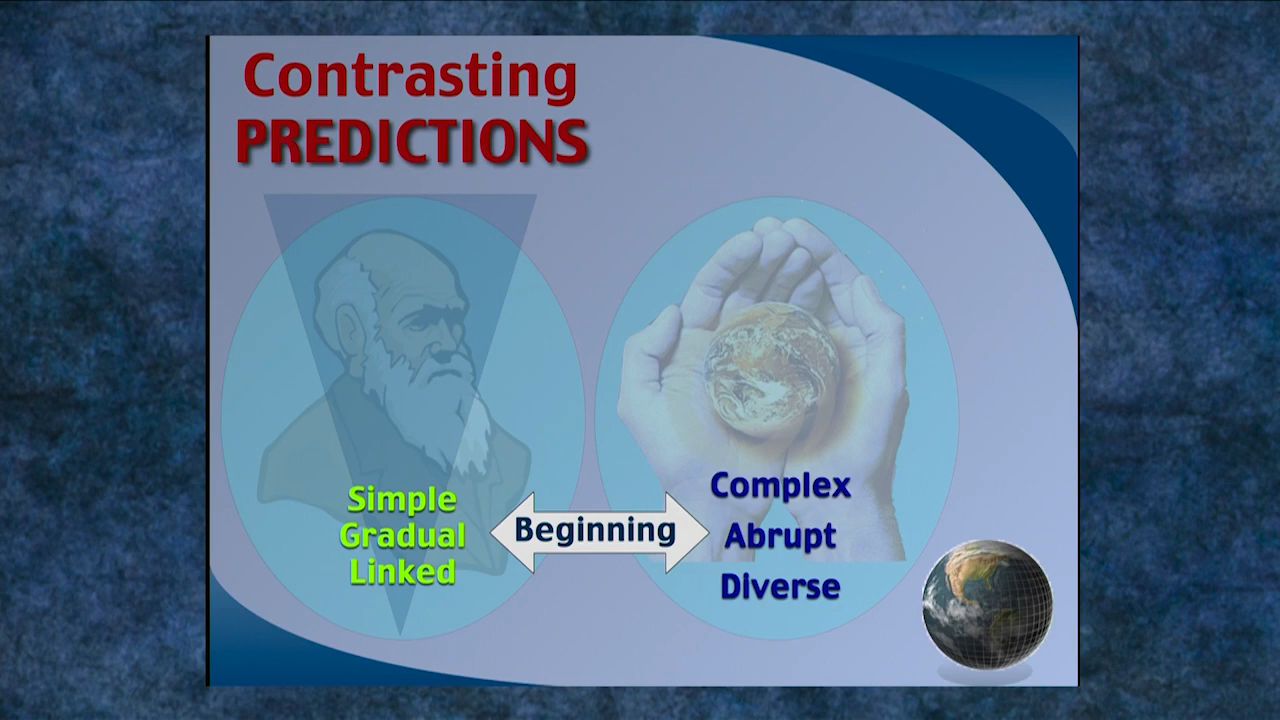 Contrasting
PREDICTIONS
Simple
Gradual
Linked
Beginning
Complex
Abrupt
Diverse